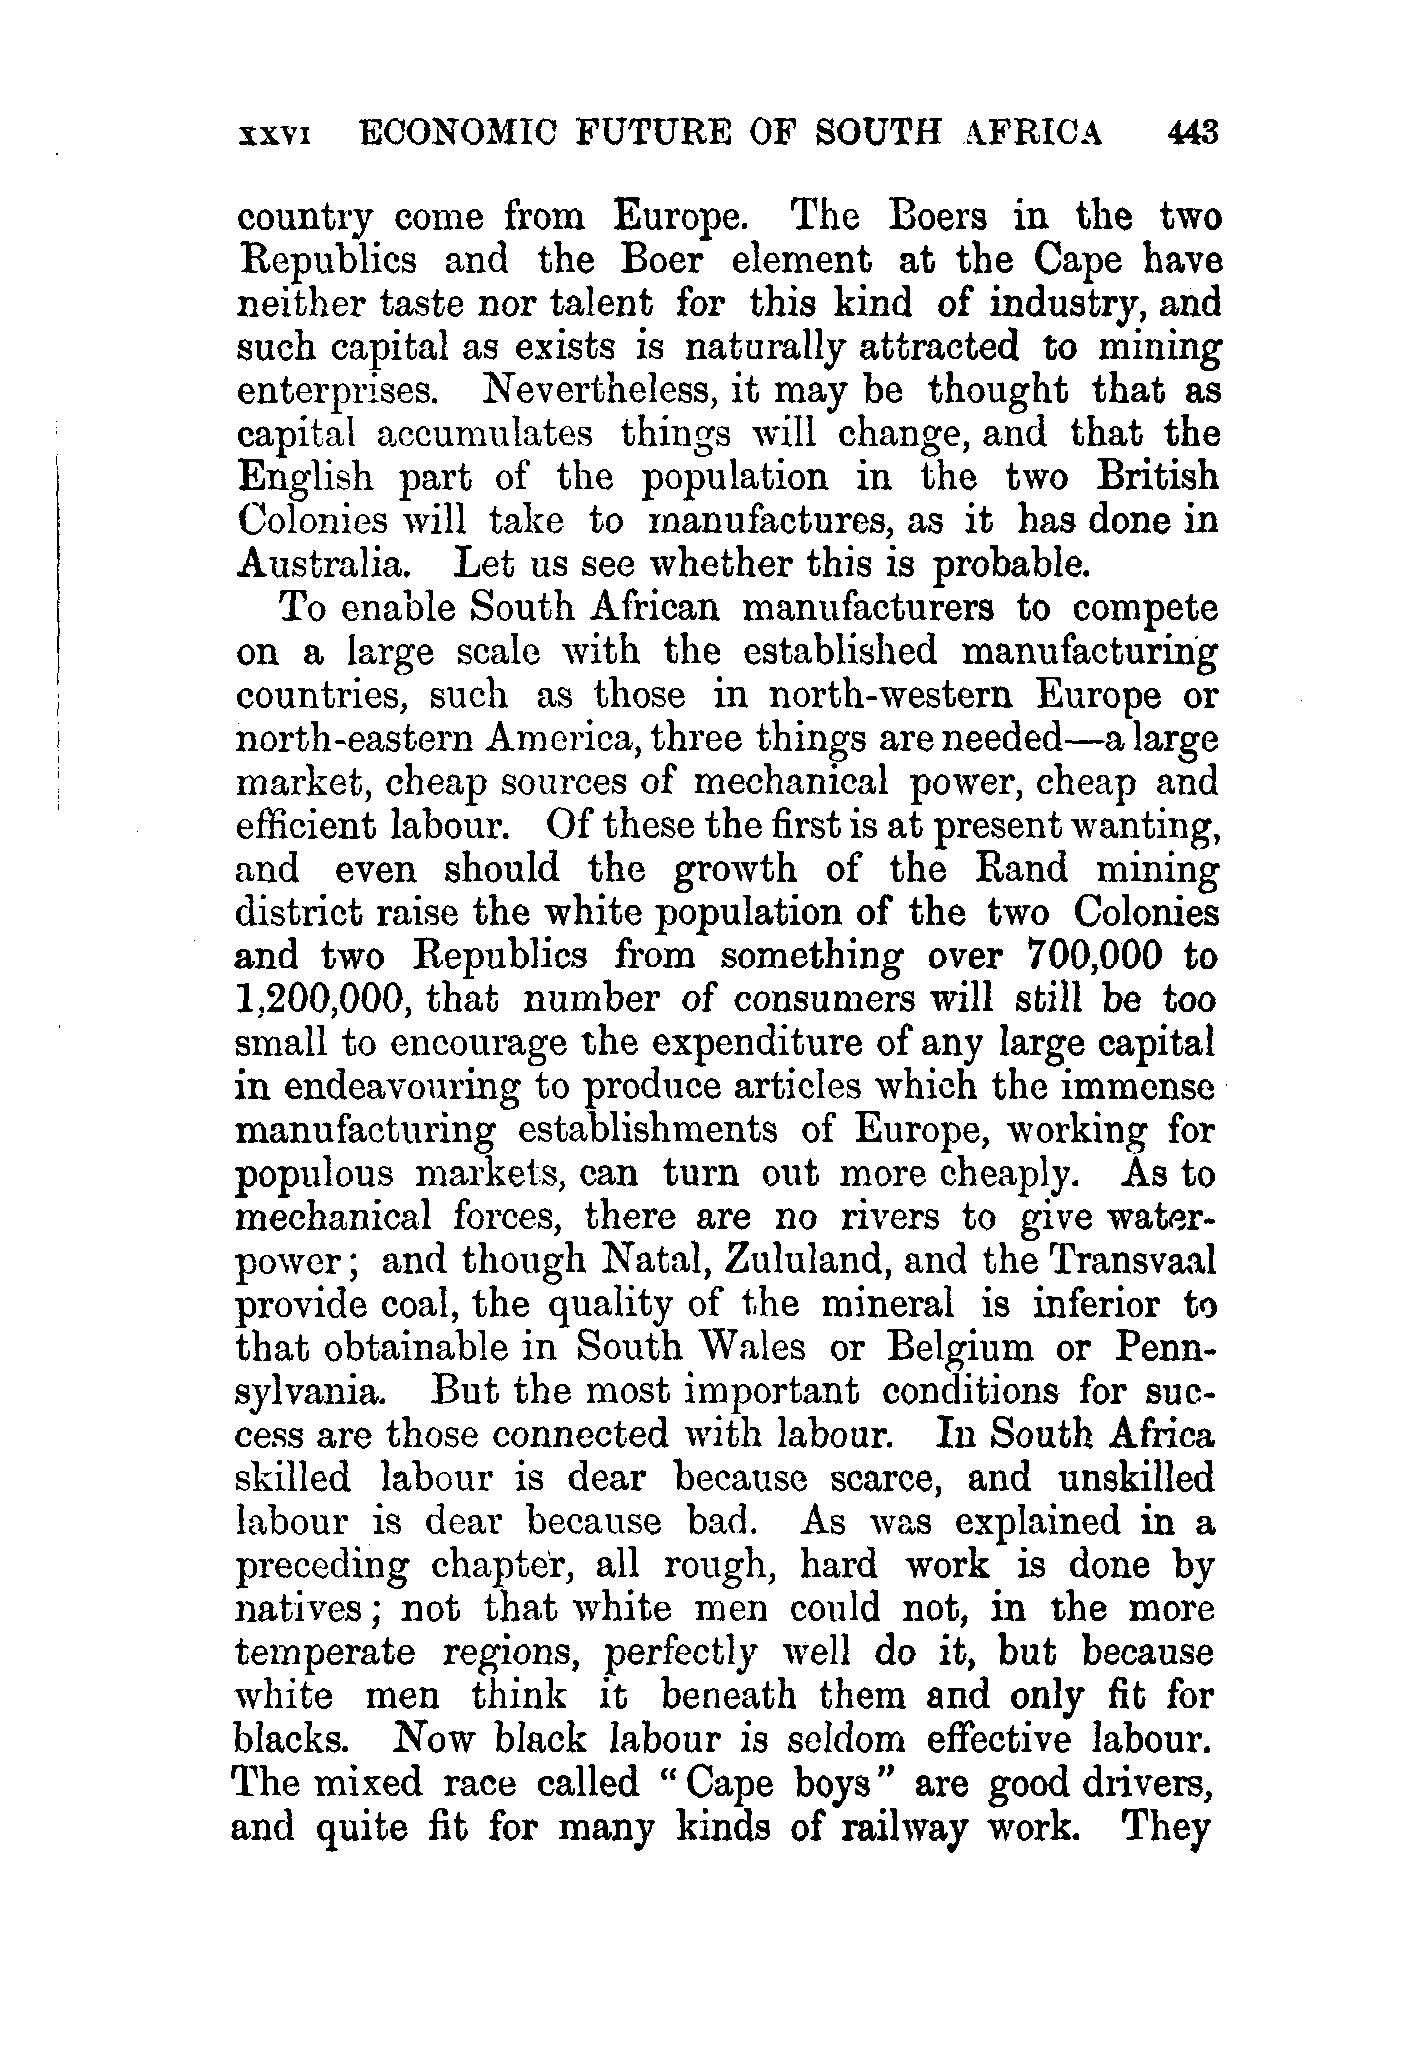 xxvi ECONOMIC FUTURE OF SOUTH AFRICA 443
country come from Europe. The Boers in the two
Republics and the Boer element at the Cape have
neither taste nor talent for this kind of industry, and
such capital as exists is naturally attracted to mining
enterprises. Nevertheless, it may be thought that as
capital accumulates things will change, and that the
English part of the population in the two British
Colonies will take to manufactures, as it has done in
Australia. Let us see whether this is probable.
To enable South African manufacturers to compete
on a large scale with the established manufacturing
countries, such as those in north-western Europe or
north-eastern America, three things are needed—a large
market, cheap sources of mechanical power, cheap and
efficient labour. Of these the first is at present wanting,
and even should the growth of the Rand mining
district raise the white population of the two Colonies
and two Republics from something over 700,000 to
1,200,000, that number of consumers will still be too
small to encourage the expenditure of any large capital
in endeavouring to produce articles which the immense
manufacturing establishments of Europe, working for
populous markets, can turn out more cheaply. As to
mechanical forces, there are no rivers to give water-
power; and though Natal, Zululand, and the Transvaal
provide coal, the quality of the mineral is inferior to
that obtainable in South Wales or Belgium or Penn-
sylvania. But the most important conditions for suc-
cess are those connected with labour. In South Africa
skilled labour is dear because scarce, and unskilled
labour is dear because bad. As was explained in a
preceding chapter, all rough, hard work is done by
natives; not that white men could not, in the more
temperate regions, perfectly well do it, but because
white men think it beneath them and only fit for
blacks. Now black labour is seldom effective labour.
The mixed race called "Cape boys" are good drivers,
and quite fit for many kinds of railway work. They